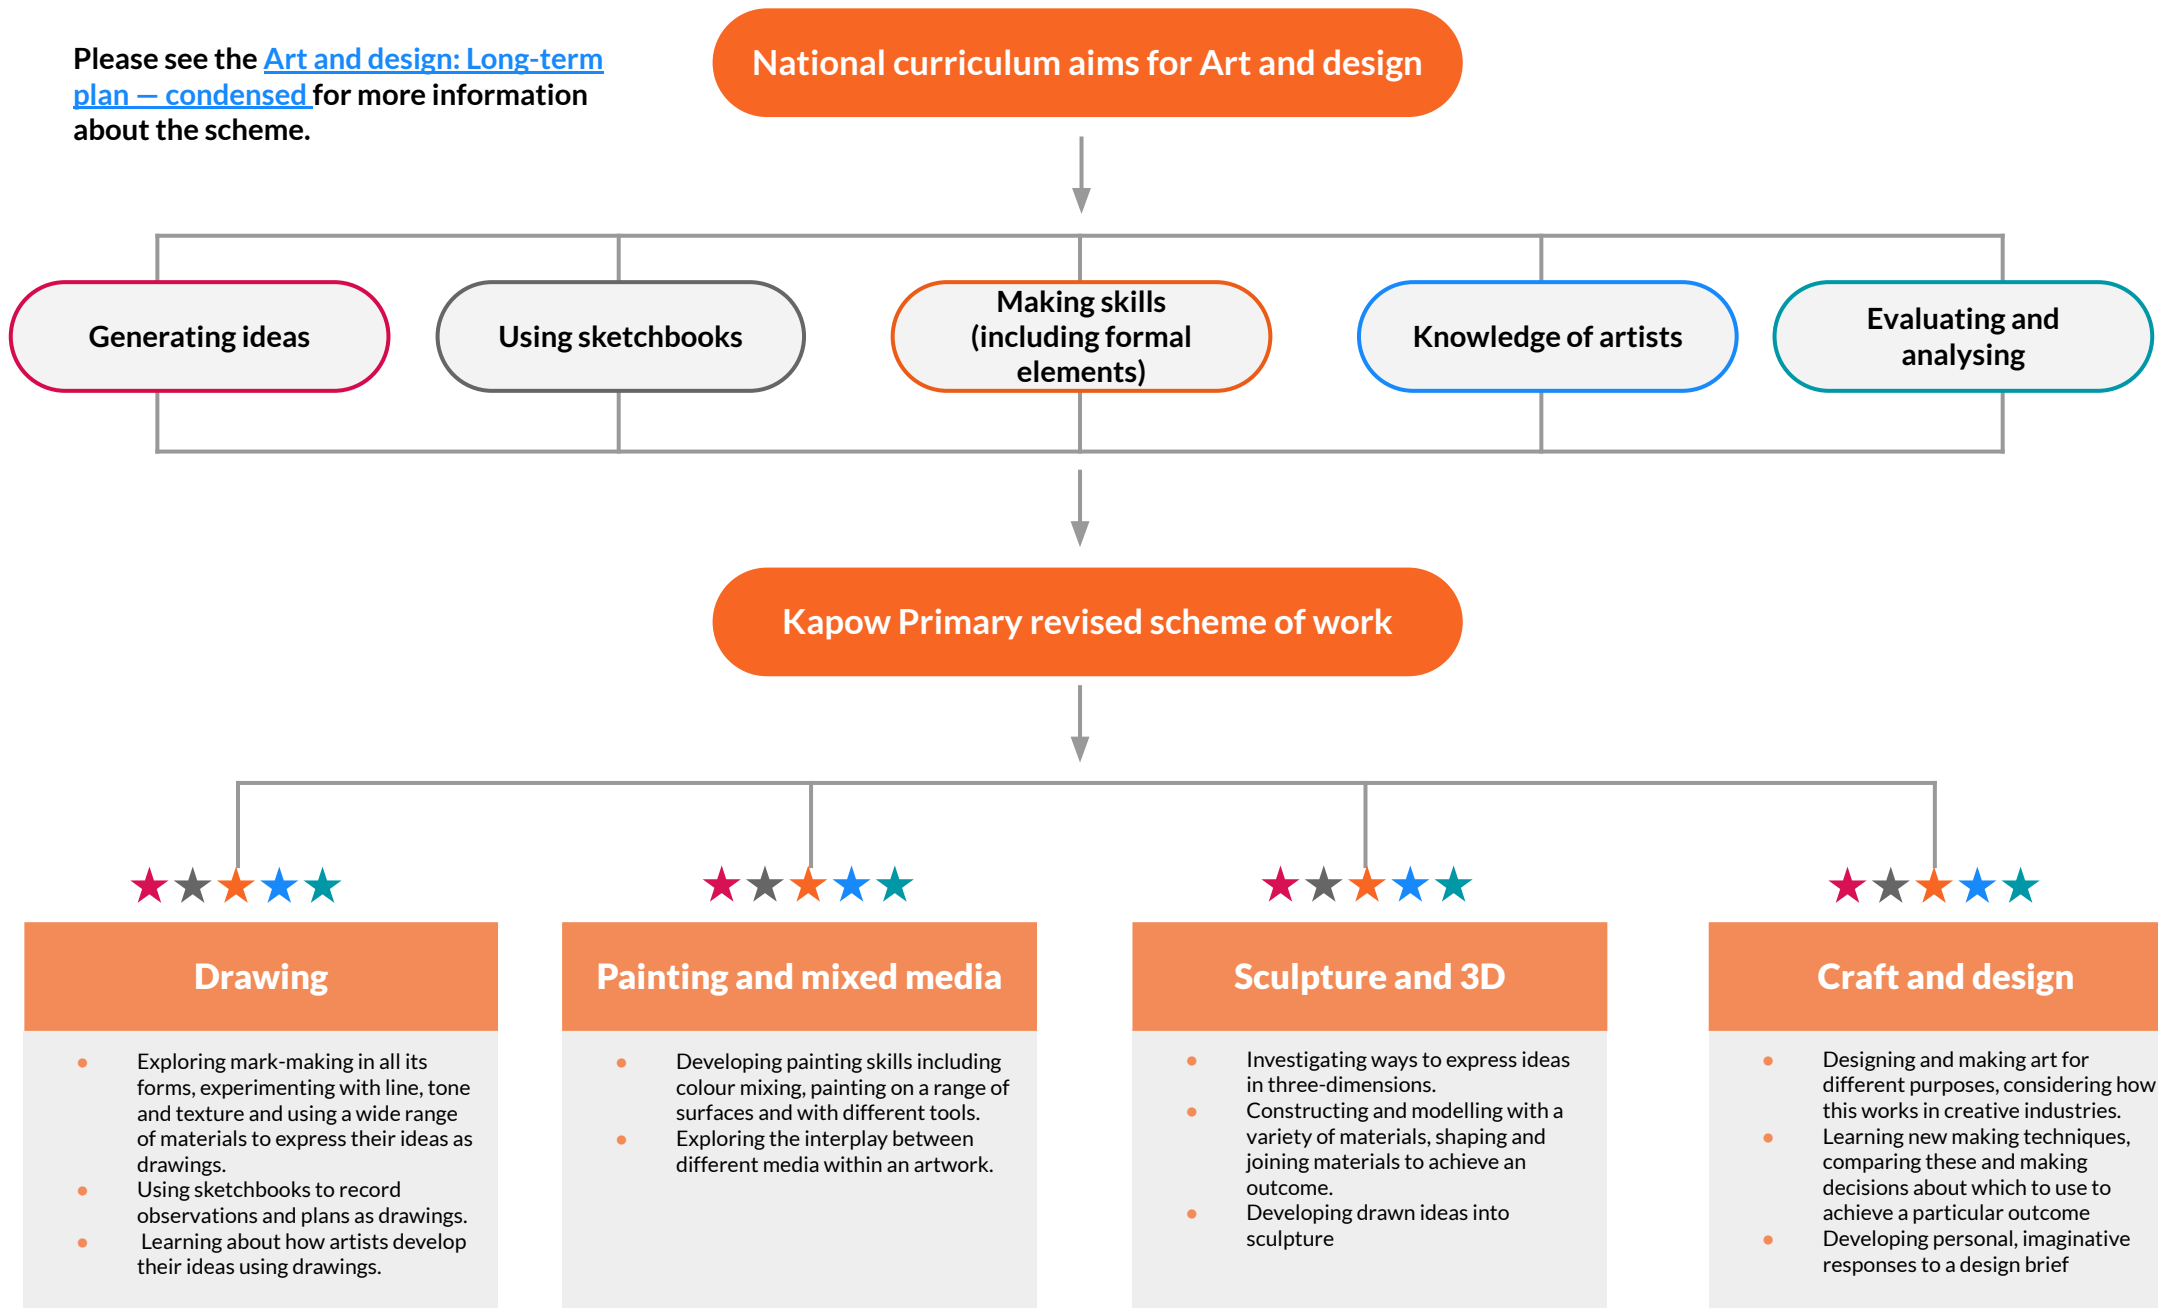 Please see the Art and design: Long-term
plan — condensed for more information
about the scheme.
National curriculum aims for Art and design
Generating ideas
Using sketchbooks
Making skills
(including formal
elements)
Knowledge of artists
Evaluating and
analysing
Kapow Primary revised scheme of work
Drawing
● Exploring mark-making in all its
forms, experimenting with line, tone
and texture and using a wide range
of materials to express their ideas as
drawings.
● Using sketchbooks to record
observations and plans as drawings.
● Learning about how artists develop
their ideas using drawings.
Painting and mixed media
● Developing painting skills including
colour mixing, painting on a range of
surfaces and with different tools.
● Exploring the interplay between
different media within an artwork.
Sculpture and 3D
● Investigating ways to express ideas
in three-dimensions.
● Constructing and modelling with a
variety of materials, shaping and
joining materials to achieve an
outcome.
● Developing drawn ideas into
sculpture
Craft and design
● Designing and making art for
different purposes, considering how
this works in creative industries.
● Learning new making techniques,
comparing these and making
decisions about which to use to
achieve a particular outcome
● Developing personal, imaginative
responses to a design brief